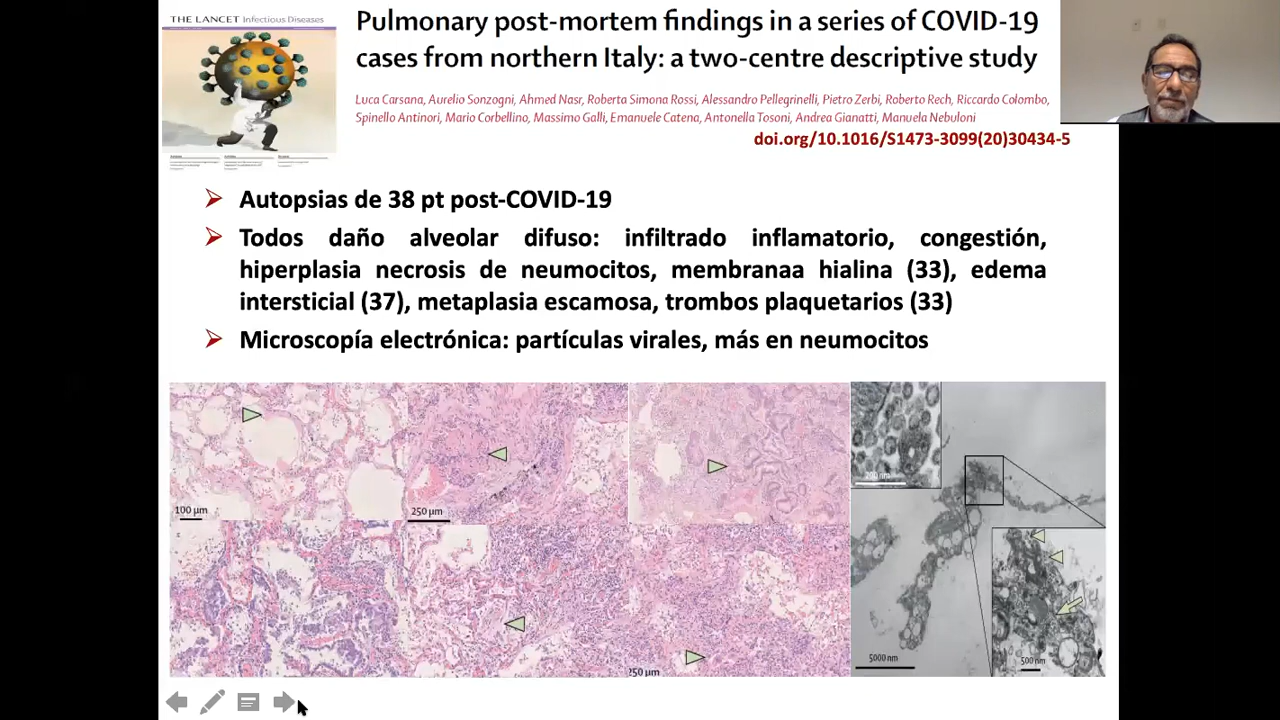 THE LANCET Infectious Diseases
Pulmonary post-mortem findings in a series of COVID-19
cases from northern Italy: a two-centre descriptive study
Luca Carsana, Aurelio Sonzogni, Ahmed Nasr, Roberta Simona Rossi, Alessandro Pellegrinelli, Pietro Zerbi, Roberto Rech, Riccardo Colombo,
Spinello Antinori, Mario Corbellino, Massimo Galli, Emanuele Catena, Antonella Tosoni, Andrea Gianatti, Manuela Nebuloni
doi.org/10.1016/S1473-3099(20)30434-5
Autopsias de 38 pt post-COVID-19
Todos daño alveolar difuso: infiltrado inflamatorio, congestión,
hiperplasia necrosis de neumocitos, membranaa hialina (33), edema
intersticial (37), metaplasia escamosa, trombos plaquetarios (33)
Microscopía electrónica: partículas virales, más en neumocitos
200 nm
100 µm
250 µm
250 µm
5000 nm
500 nm